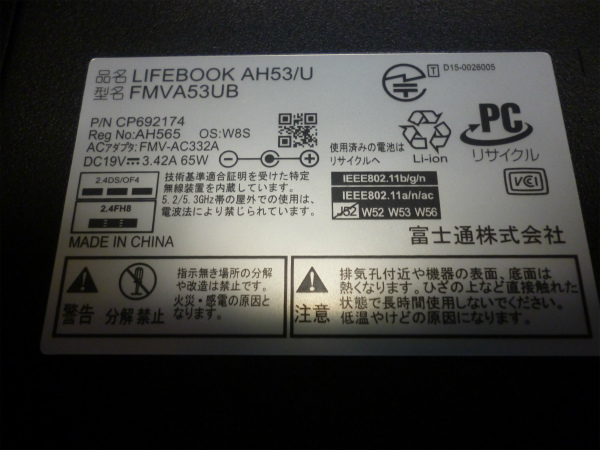 品名 LIFEBOOK AH53/U
型名 FMVA53UB
T D15-0026005
P/N CP692174
Reg No:AH565 OS:W8S
ACアダプタ:FMV-AC332A
DC19V 3.42A 65W
使用済みの電池は
リサイクルへ
Li-ion
PC
リサイクル
2.4DS/OF4
2.4FH8
技術基準適合証明を受けた特定
無線装置を内蔵しています。
5.2/5.3GHz帯の屋外での使用は、
電波法により禁じられています。
IEEE802.11b/g/n
IEEE802.11a/n/ac
J52 W52 W53 W56
VCI
MADE IN CHINA
富士通株式会社
警告
分解禁止
指示無き場所の分解
や改造は禁止です。
火災・感電の原因と
なります。
注意
排気孔付近や機器の表面、底面は
熱くなります。ひざの上など直接触れた
状態で長時間使用しないでください。
低温やけどの原因になります。